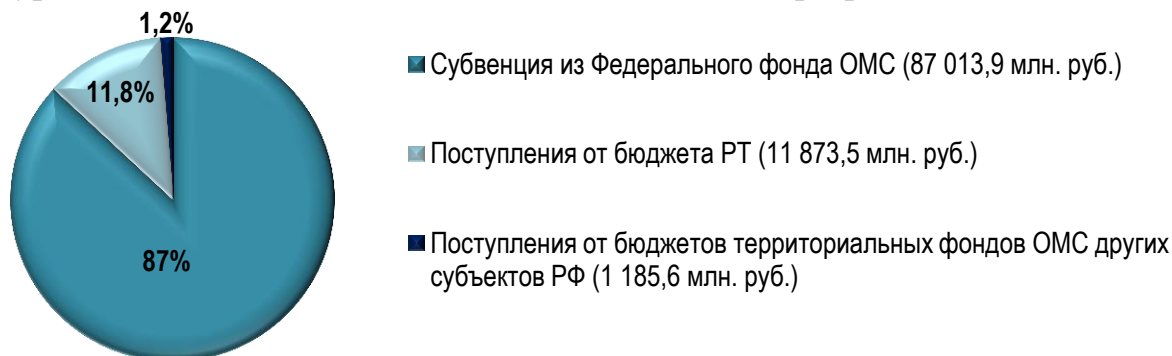 1,2%
11,8%
87%
Субвенция из Федерального фонда ОМС (87 013,9 млн. руб.)
Поступления от бюджета РТ (11 873,5 млн. руб.)
Поступления от бюджетов территориальных фондов ОМС других
субъектов РФ (1 185,6 млн. руб.)